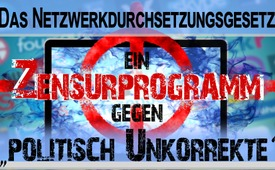 Das Netzwerkdurchsetzungsgesetz
ein
Zensurprogramm
gegen
„politisch Unkorrekte“